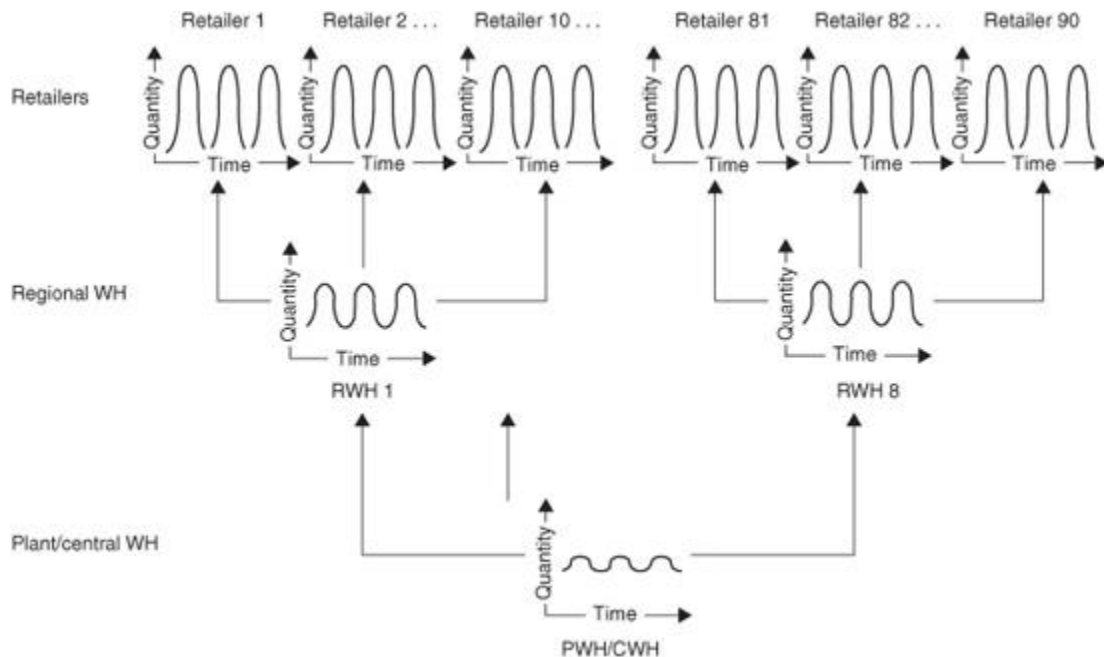 Retailer 1
Retailer 2 . . .
Retailer 10 . . .
Retailer 81
Retailer 82 . . .
Retailer 90
Retailers
Quantity
Time
Quantity
Time
Quantity
Time
Quantity
Time
Quantity
Time
Quantity
Time
Regional WH
Quantity
Time
RWH 1
Quantity
Time
RWH 8
Plant/central WH
Quantity
Time
PWH/CWH